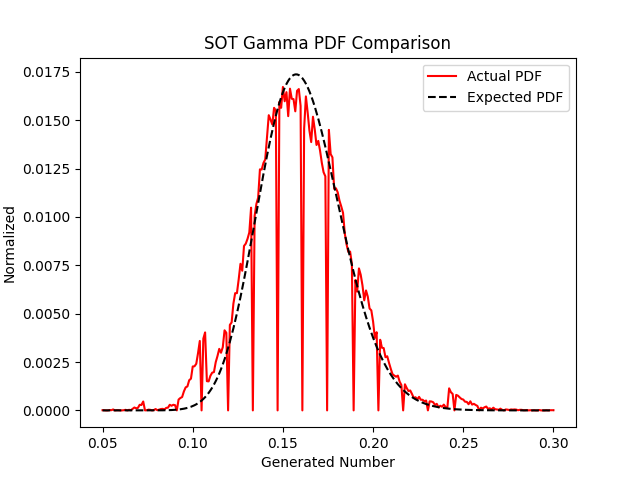 SOT Gamma PDF Comparison
Actual PDF
Expected PDF
Normalized
0.0175
0.0150
0.0125
0.0100
0.0075
0.0050
0.0025
0.0000
0.05 0.10 0.15 0.20 0.25 0.30
Generated Number